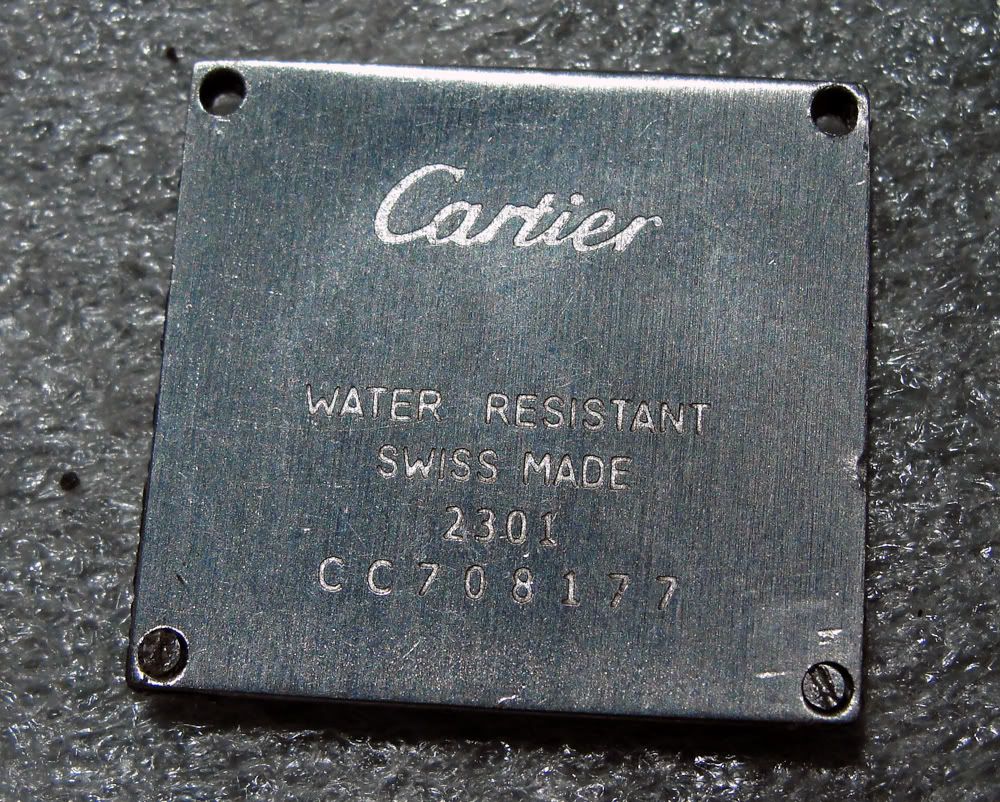 Cartier
WATER RESISTANT
SWISS MADE
2301
CC708177